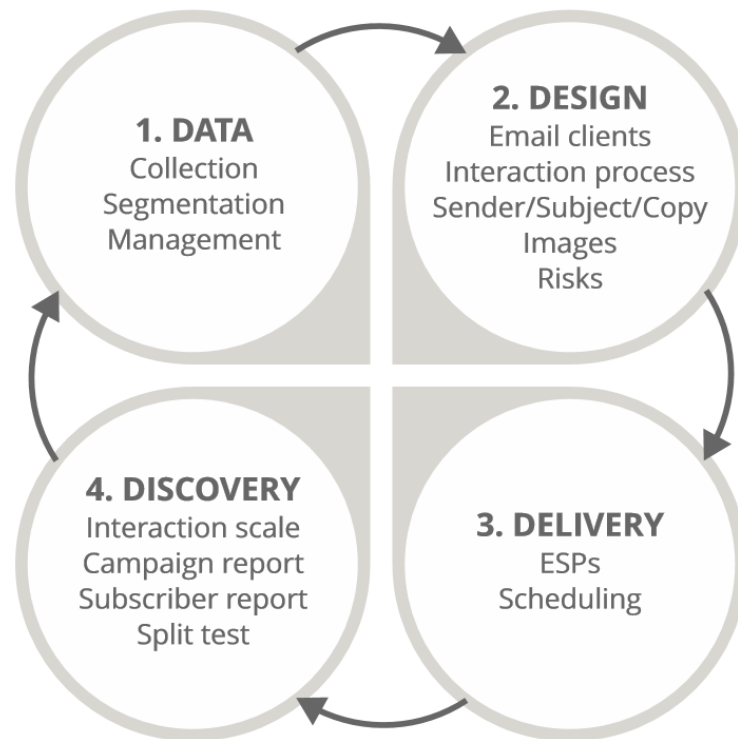 1. DATA
Collection
Segmentation
Management
2. DESIGN
Email clients
Interaction process
Sender/Subject/Copy
Images
Risks
3. DELIVERY
ESPs
Scheduling
4. DISCOVERY
Interaction scale
Campaign report
Subscriber report
Split test